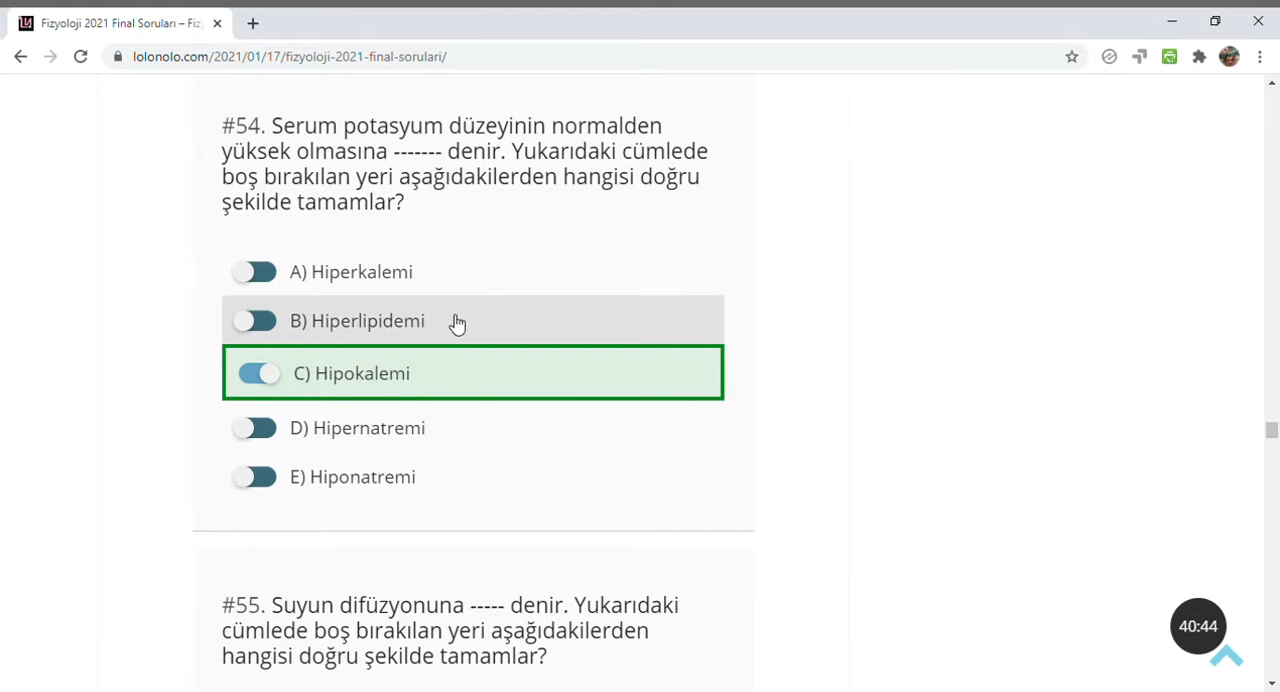 Fizyoloji 2021 Final Soruları – Fiz
lolonolo.com/2021/01/17/fizyoloji-2021-final-sorulari/
#54. Serum potasyum düzeyinin normalden
yüksek olmasına ------- denir. Yukarıdaki cümlede
boş bırakılan yeri aşağıdakilerden hangisi doğru
şekilde tamamlar?
A) Hiperkalemi
B) Hiperlipidemi
C) Hipokalemi
D) Hipernatremi
E) Hiponatremi
#55. Suyun difüzyonuna ----- denir. Yukarıdaki
cümlede boş bırakılan yeri aşağıdakilerden
hangisi doğru şekilde tamamlar?
40:44